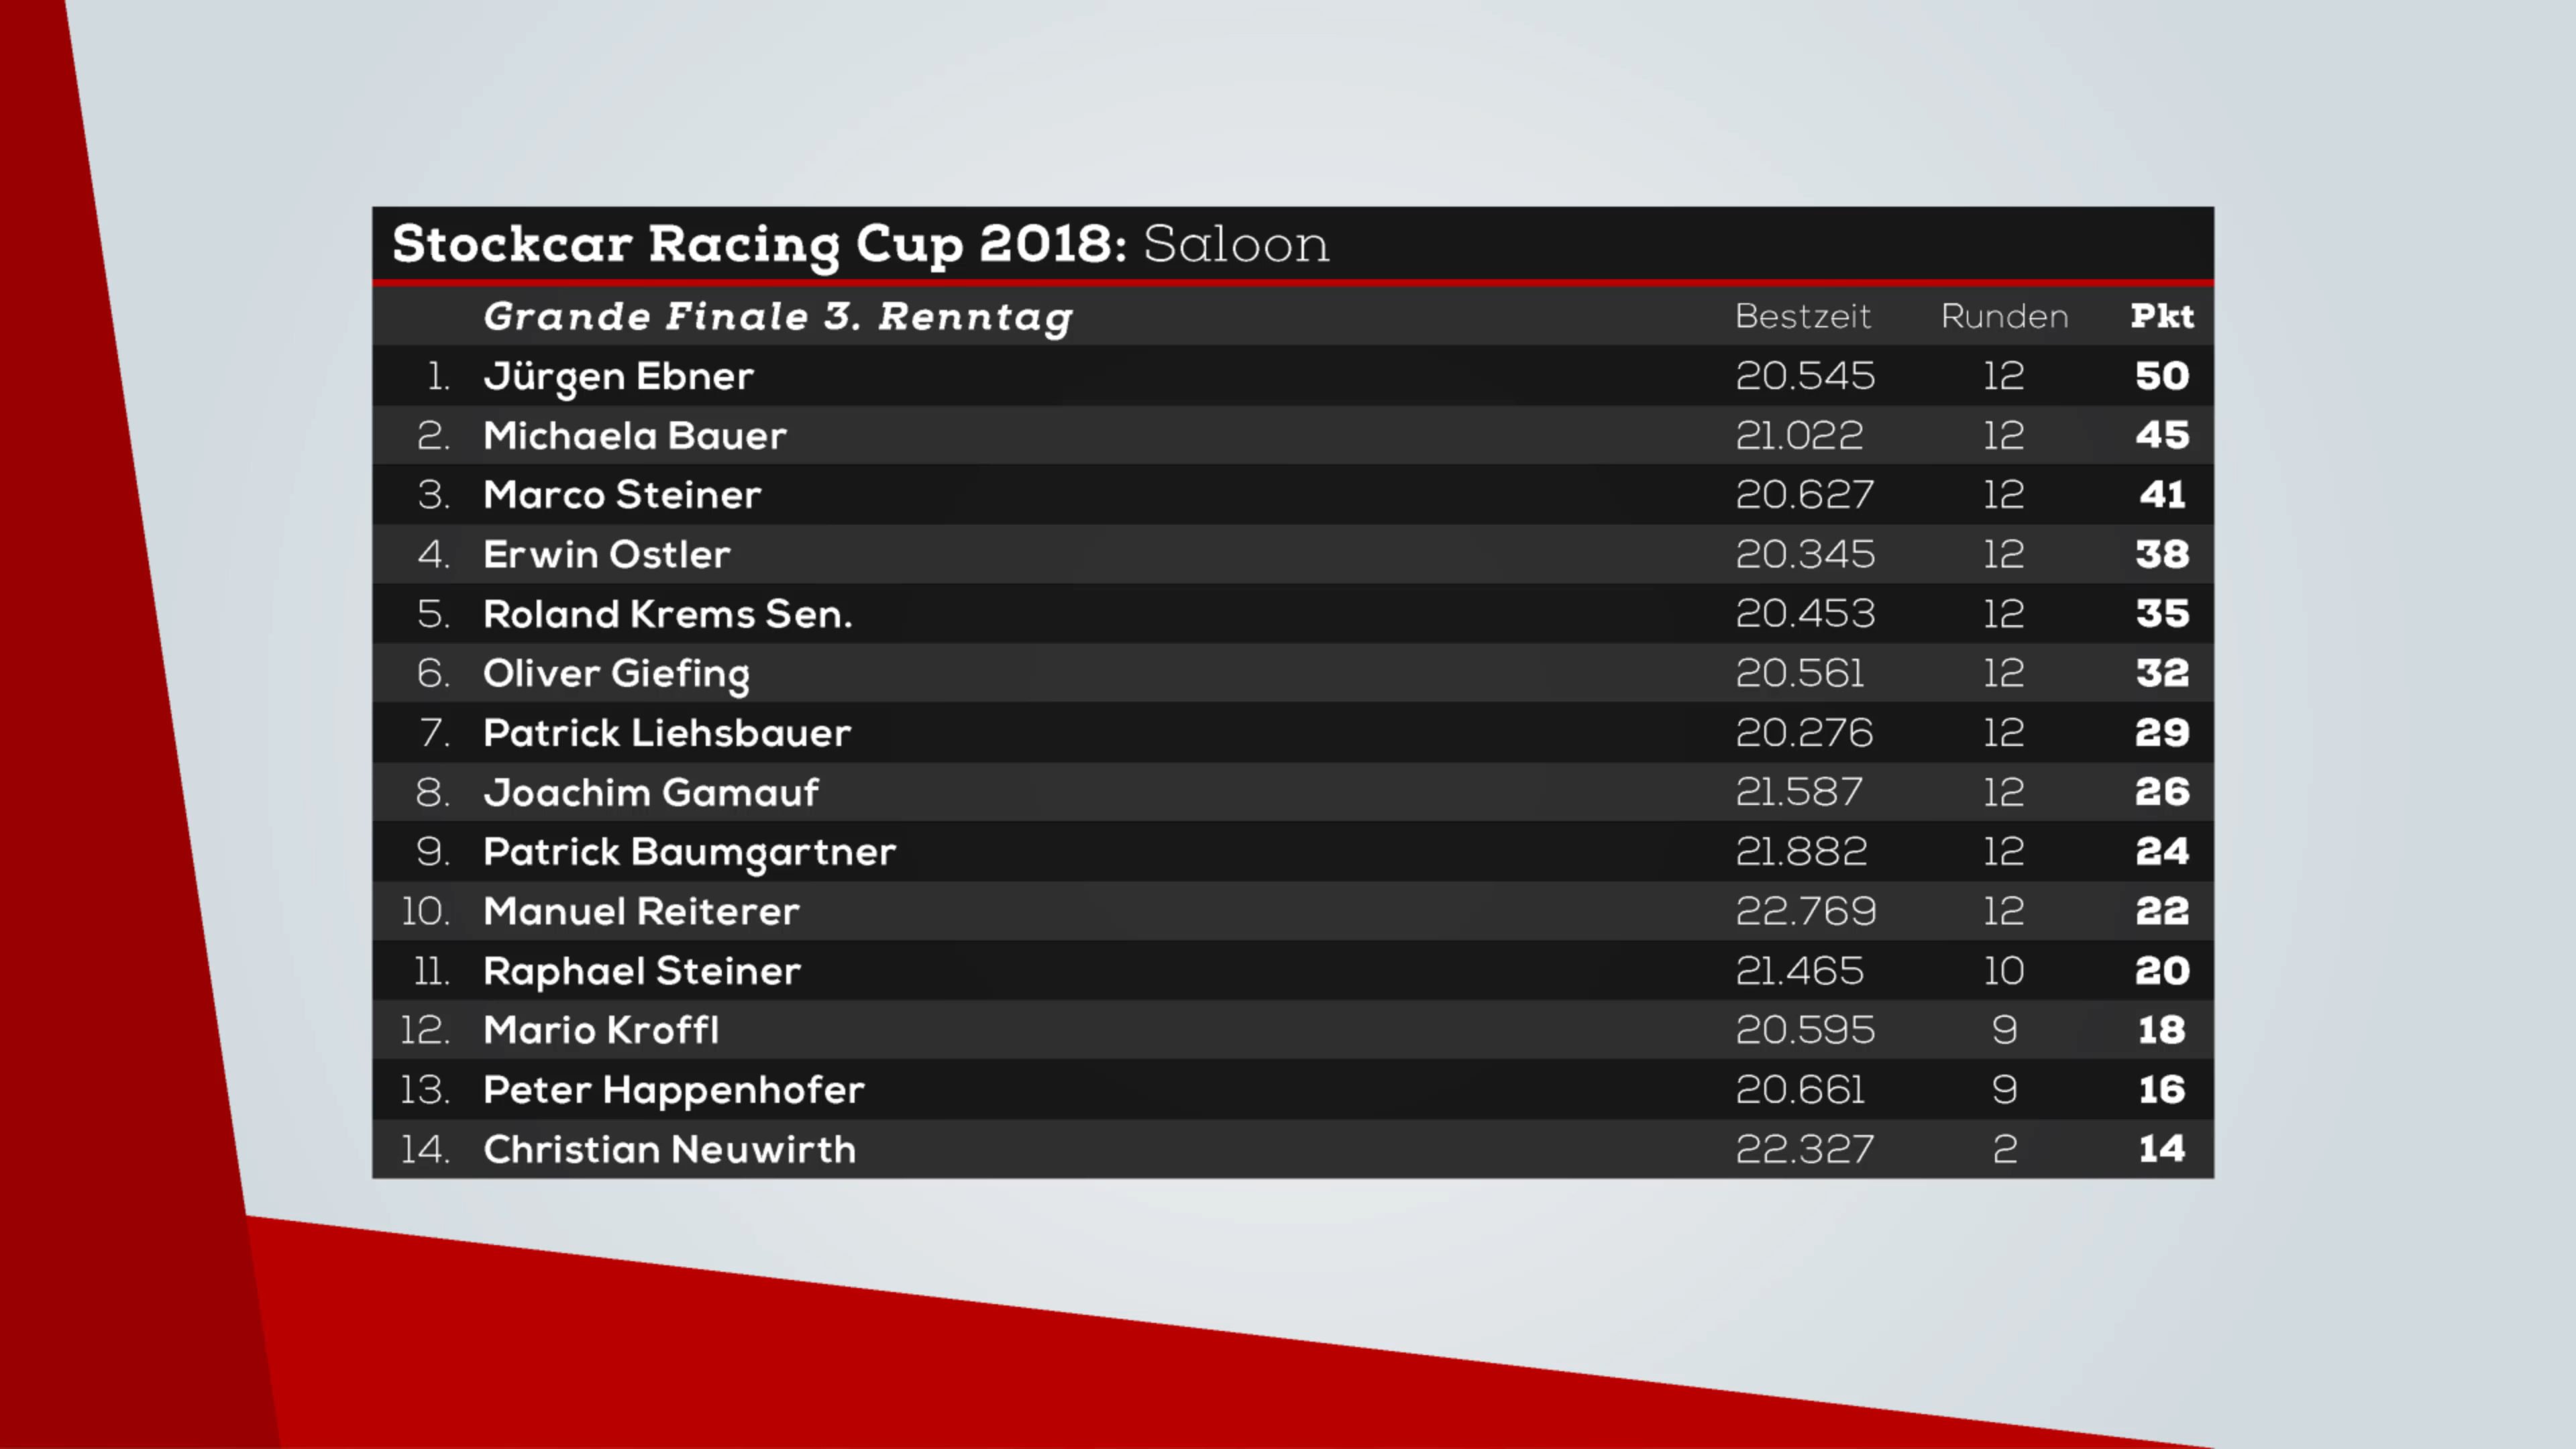 Stockcar Racing Cup 2018: Saloon
Grande Finale 3. Renntag Bestzeit Runden Pkt
1. Jürgen Ebner 20.545 12 50
2. Michaela Bauer 21.022 12 45
3. Marco Steiner 20.627 12 41
4. Erwin Ostler 20.345 12 38
5. Roland Krems Sen. 20.453 12 35
6. Oliver Giefing 20.561 12 32
7. Patrick Liehsbauer 20.276 12 29
8. Joachim Gamauf 21.587 12 26
9. Patrick Baumgartner 21.882 12 24
10. Manuel Reiterer 22.769 12 22
11. Raphael Steiner 21.465 10 20
12. Mario Kroffl 20.595 9 18
13. Peter Happenhofer 20.661 9 16
14. Christian Neuwirth 22.327 2 14